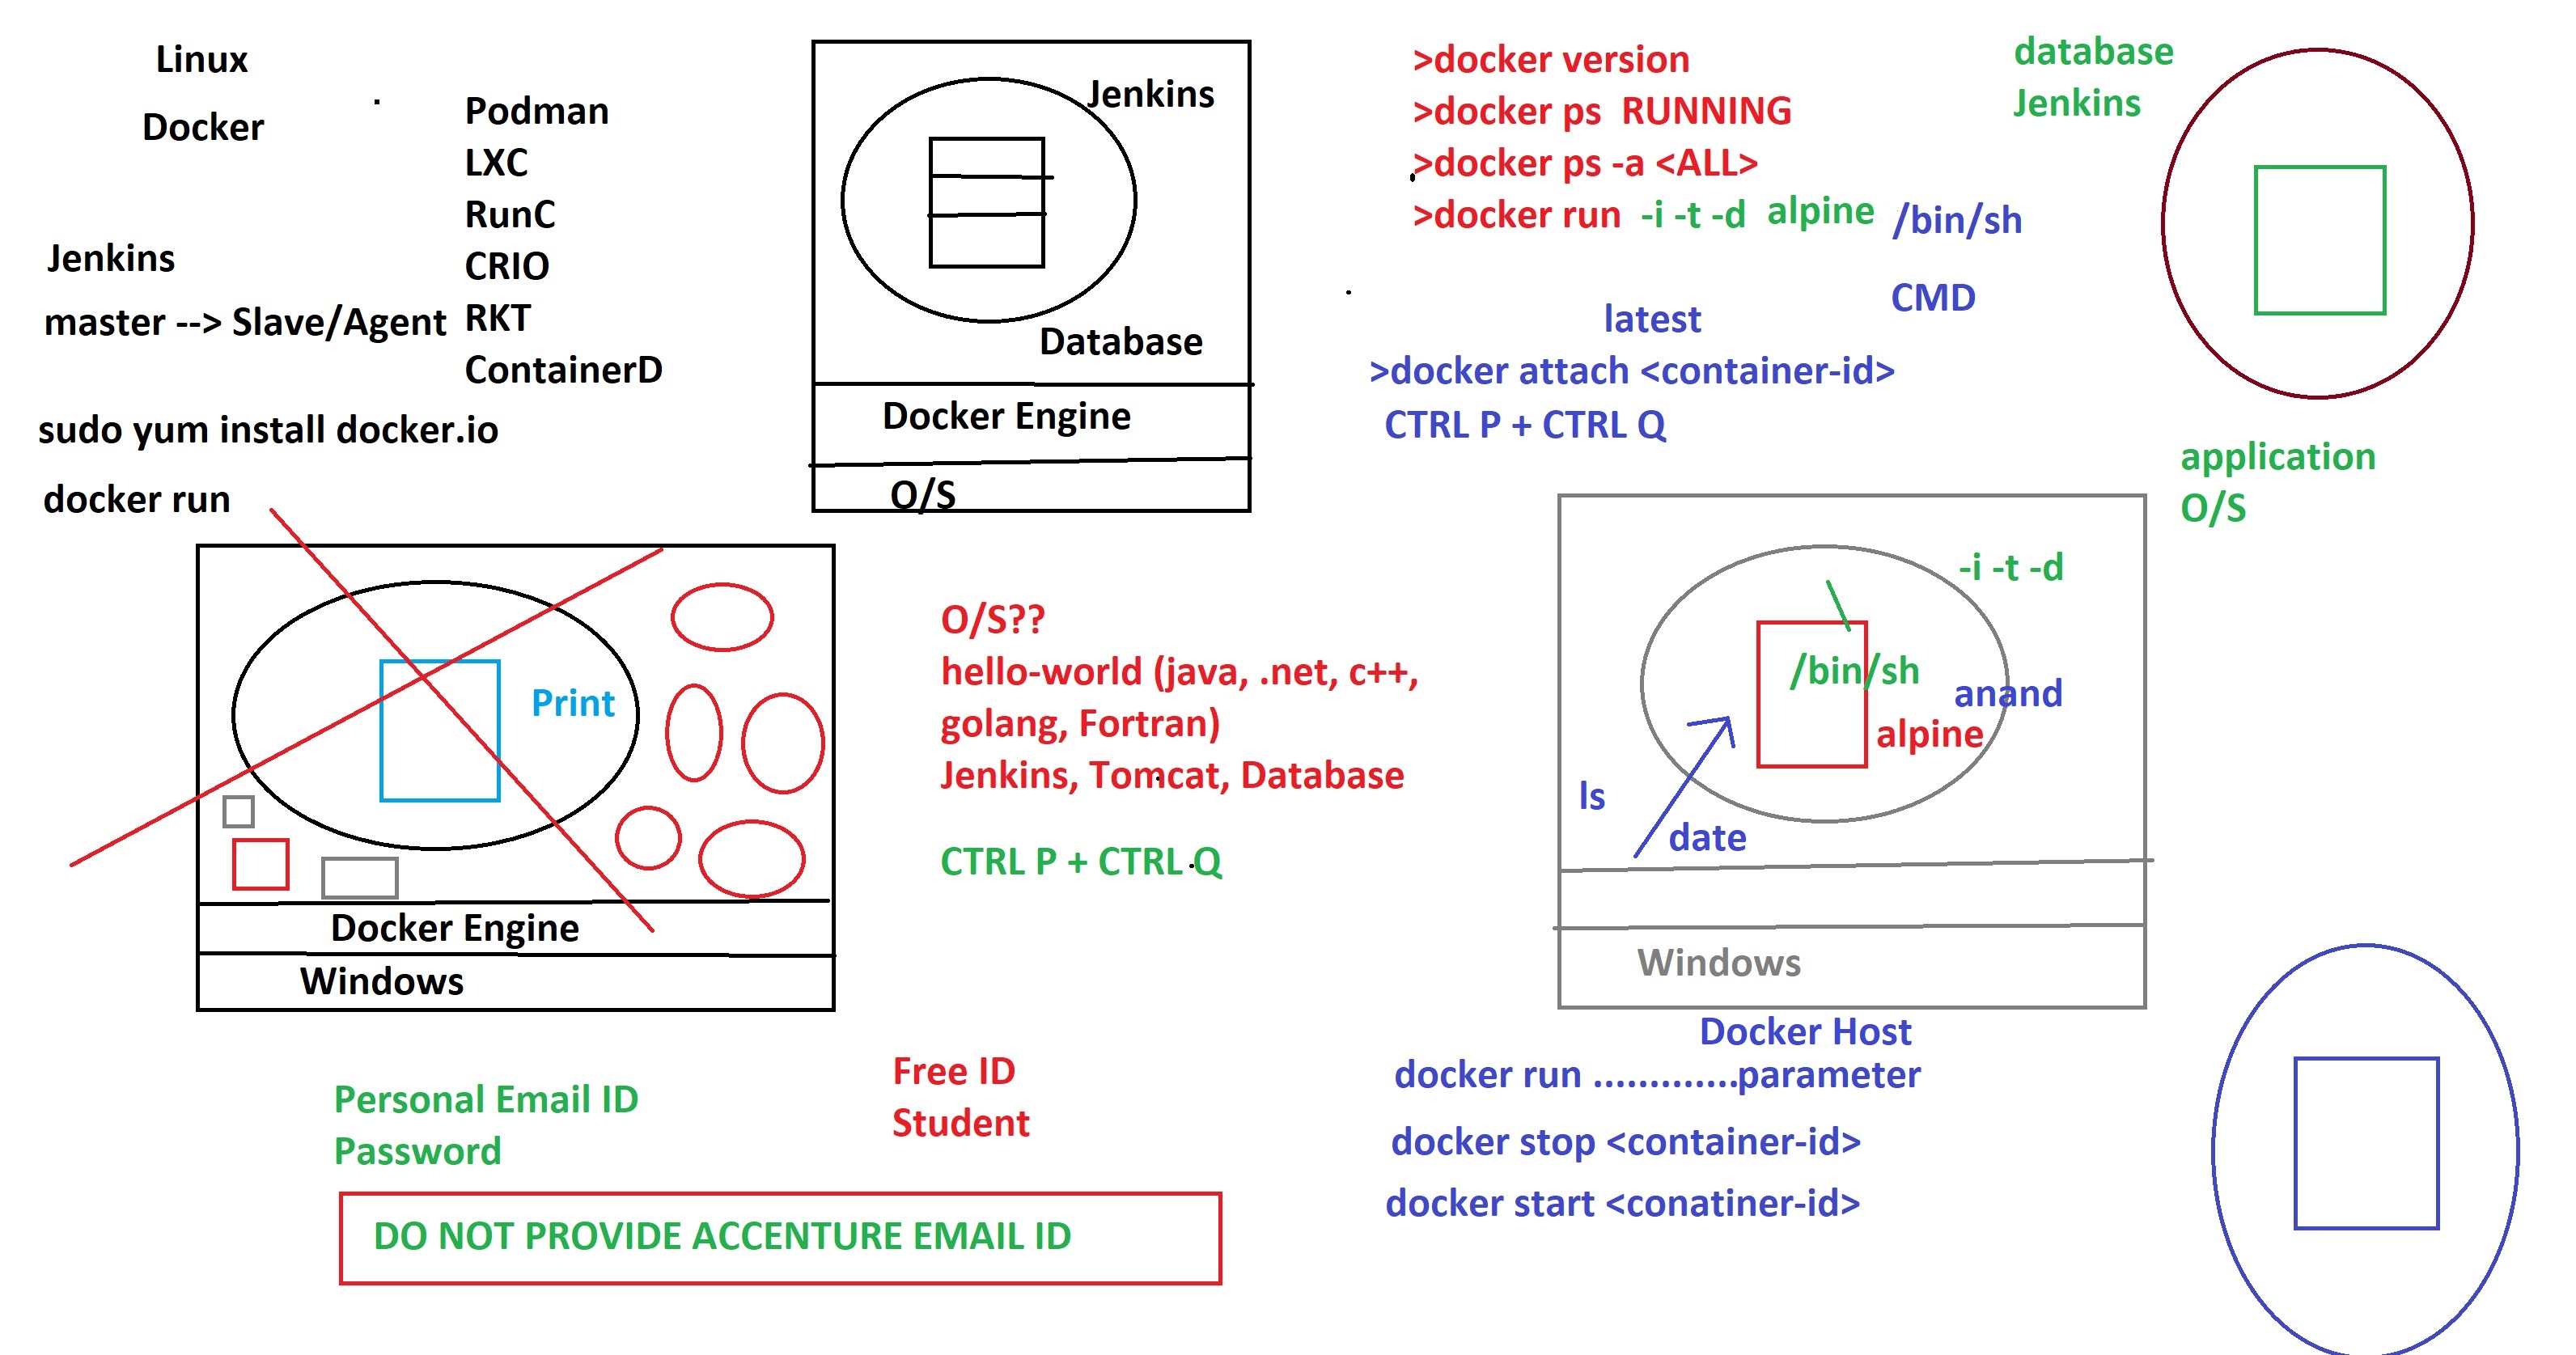 Linux
Docker
Podman
LXC
RunC
CRIO
RKT
ContainerD
Jenkins
master --> Slave/Agent
sudo yum install docker.io
docker run
Jenkins
Database
Docker Engine
O/S
>docker version
>docker ps  RUNNING
>docker ps -a <ALL>
>docker run  -i -t -d  alpine  /bin/sh
CMD
latest
>docker attach <container-id>
CTRL P + CTRL Q
database
Jenkins
application
O/S
Print
Docker Engine
Windows
O/S??
hello-world (java, .net, c++,
golang, Fortran)
Jenkins, Tomcat, Database
CTRL P + CTRL Q
-i -t -d
/bin/sh
anand
alpine
ls
date
Windows
Docker Host
docker run .............parameter
docker stop <container-id>
docker start <conatiner-id>
Personal Email ID
Password
Free ID
Student
DO NOT PROVIDE ACCENTURE EMAIL ID